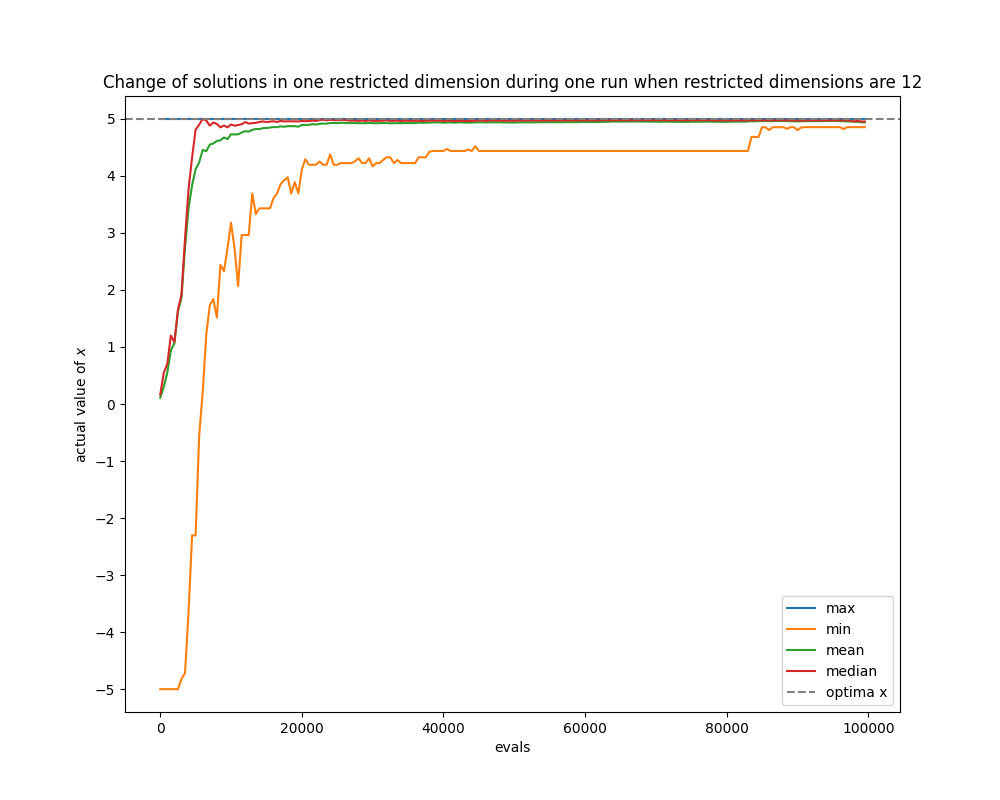 Change of solutions in one restricted dimension during one run when restricted dimensions are 12
5
4
3
2
1
0
−1
−2
−3
−4
−5
actual value of x
0 20000 40000 60000 80000 100000
evals
max
min
mean
median
optima x